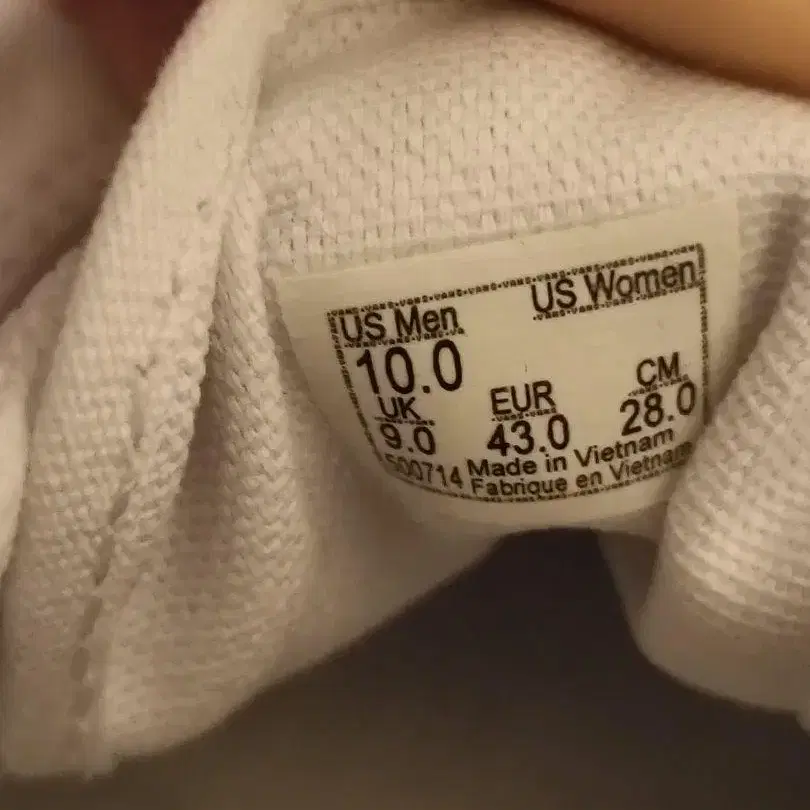 US Men US Women
10.0
UK EUR CM
9.0 43.0 28.0
500714 Made in Vietnam
Fabrique en Vietnam